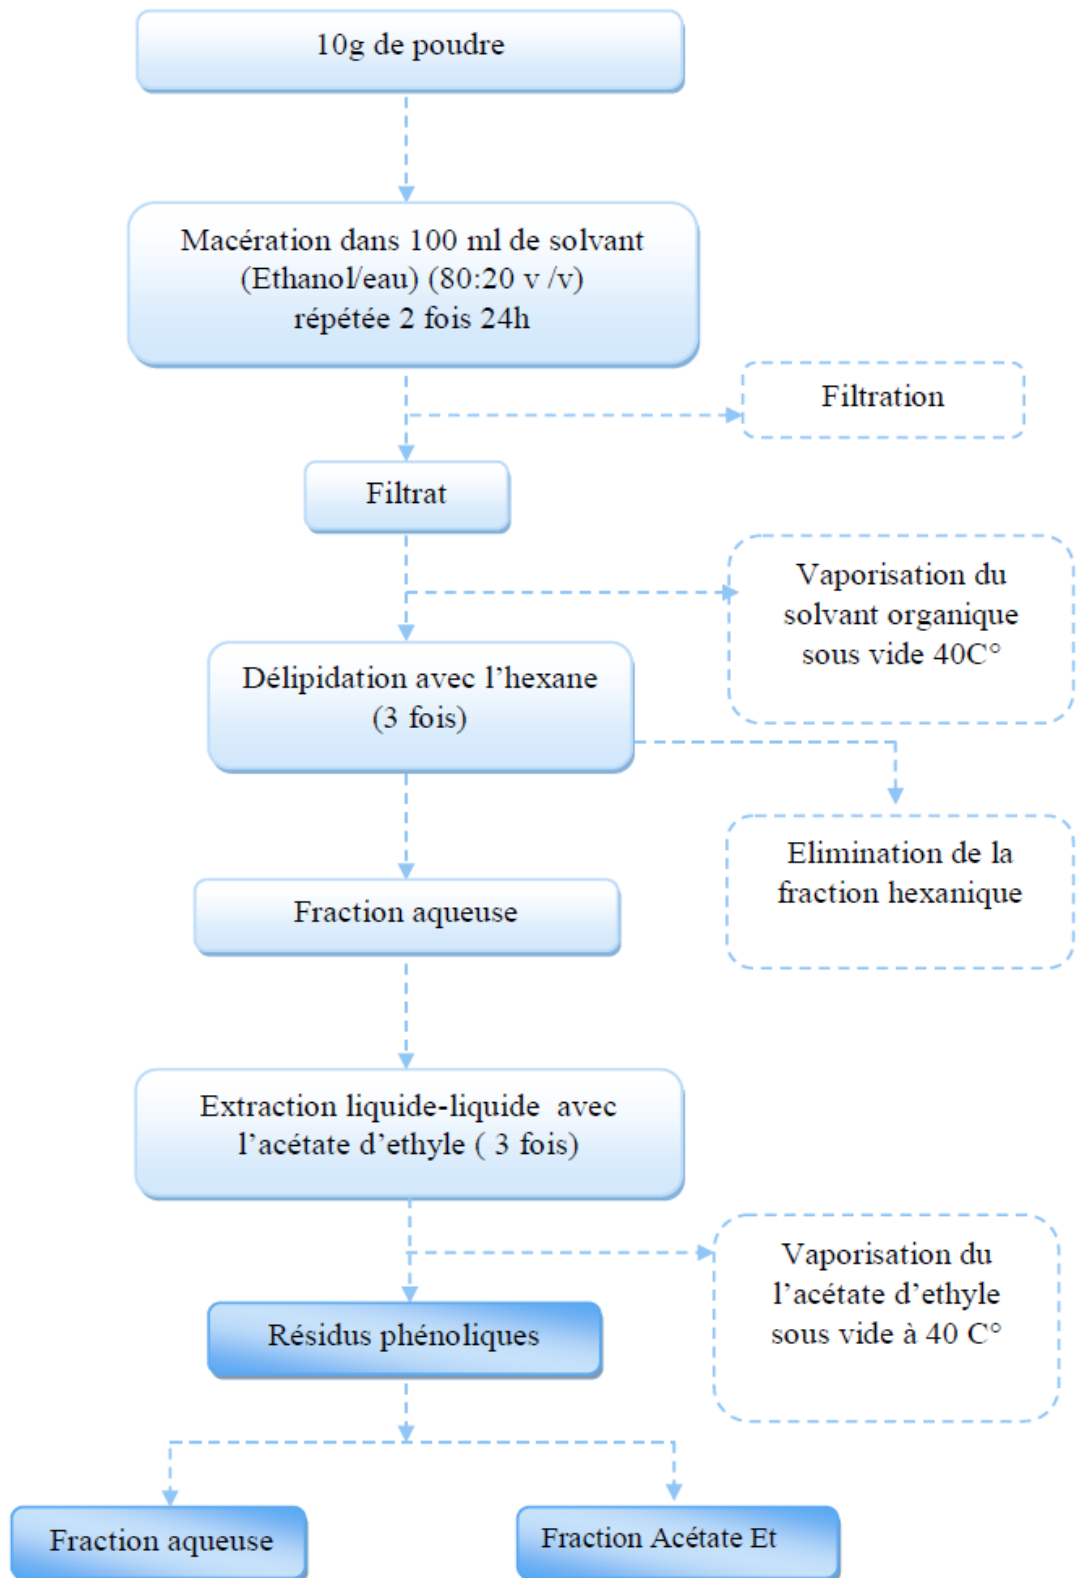 10g de poudre
Macération dans 100 ml de solvant
(Ethanol/eau) (80:20 v /v)
répétée 2 fois 24h
Filtration
Filtrat
Vaporisation du
solvant organique
sous vide 40C°
Délipidation avec l’hexane
(3 fois)
Elimination de la
fraction hexanique
Fraction aqueuse
Extraction liquide-liquide avec
l’acétate d’ethyle ( 3 fois)
Vaporisation du
l’acétate d’ethyle
sous vide à 40 C°
Résidus phénoliques
Fraction aqueuse
Fraction Acétate Et